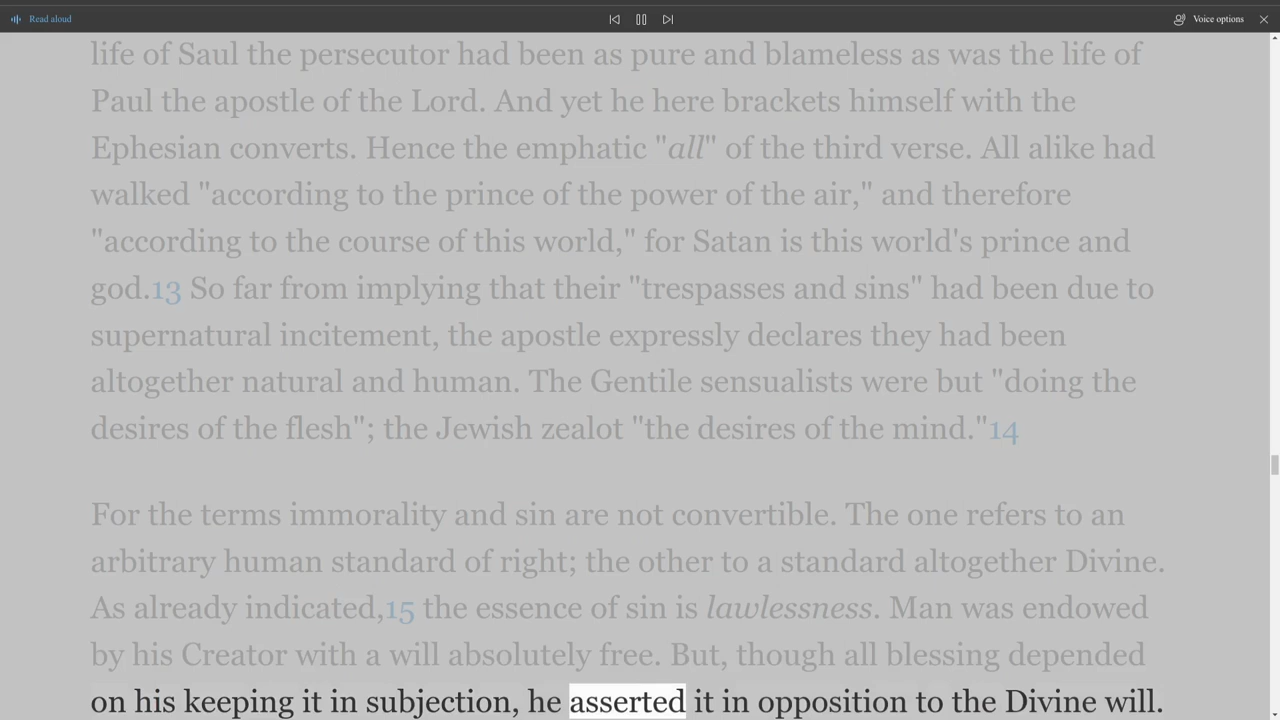 Read aloud
Voice options
life of Saul the persecutor had been as pure and blameless as was the life of
Paul the apostle of the Lord. And yet he here brackets himself with the
Ephesian converts. Hence the emphatic "all" of the third verse. All alike had
walked "according to the prince of the power of the air," and therefore
"according to the course of this world," for Satan is this world's prince and
god.13 So far from implying that their "trespasses and sins" had been due to
supernatural incitement, the apostle expressly declares they had been
altogether natural and human. The Gentile sensualists were but "doing the
desires of the flesh"; the Jewish zealot "the desires of the mind."14
For the terms immorality and sin are not convertible. The one refers to an
arbitrary human standard of right; the other to a standard altogether Divine.
As already indicated,15 the essence of sin is lawlessness. Man was endowed
by his Creator with a will absolutely free. But, though all blessing depended
on his keeping it in subjection, he asserted it in opposition to the Divine will.